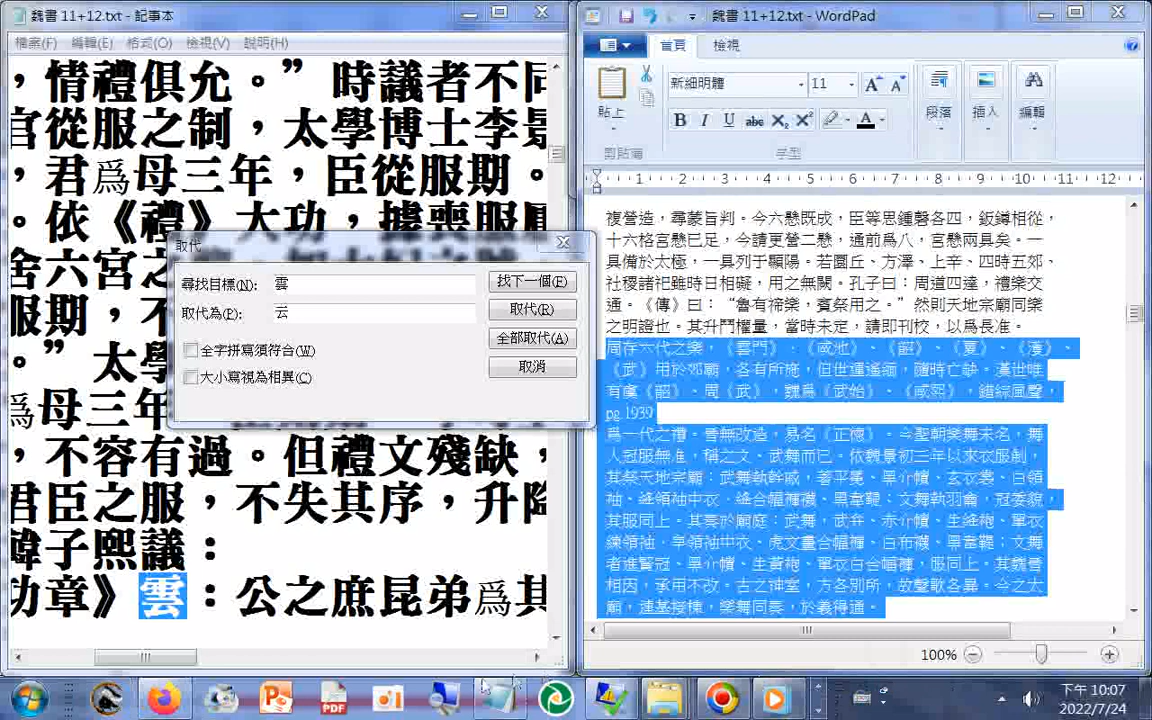 魏書 11+12.txt - 記事本
檔案(F) 編輯(E) 格式(O) 檢視(V) 說明(H)
，情禮俱允。”時議者不同
官從服之制，太學博士李景
，君爲母三年，臣從服期。
。依《禮》大功，據喪服
舍六宮之
服期，不
。”太學
爲母三年
，不容有過。但禮文殘缺，
君臣之服，不失其序，升降
韓子熙議：
功章》雲：公之庶昆弟爲其
取代
尋找目標(N): 雲
取代為(P): 云
全字拼寫須符合(W)
大小寫視為相異(C)
找下一個(F)
取代(R)
全部取代(A)
取消
魏書 11+12.txt - WordPad
首頁 檢視
新細明體 11
貼上
B I U abc X₂ X² A
段落 插入 編輯
剪貼簿 字型
1 2 3 4 5 6 7 8 9 10 11 12
複營造，尋蒙旨判。今六懸既成，臣等思鍾磬各四，鈑鏄相從，
十六格宮懸已足，今請更營二懸，通前爲八，宮懸兩具矣。一
具備於太極，一具列于顯陽。若圜丘、方澤、上辛、四時五郊、
社稷諸祀雖時日相礙，用之無闕。孔子曰：周道四達，禮樂交
通。《傳》曰：“魯有禘樂，賓祭用之。”然則天地宗廟同樂
之明證也。其升鬥權量，當時未定，請即刊校，以爲長准。
周存六代之樂，《雲門》、《咸池》、《韶》、《夏》、《濩》、
《武》用於郊廟，各有所施，但世運遙緬，隨時亡缺。漢世唯
有虞《韶》、周《武》，魏爲《武始》、《咸熙》，錯綜風聲，
pg 1939
爲一代之禮。晉無改造，易名《正德》。今聖朝樂舞未名，舞
人冠服無准，稱之文、武舞而已。依魏景初三年以來衣服制，
其祭天地宗廟：武舞執幹戚，著平冕、黑介幘、玄衣裳、白領
袖、絳領袖中衣、絳合幅褲襪、黑韋鞮；文舞執羽籥，冠委貌，
其服同上。其奏於廟庭：武舞，武弁、赤介幘、生絳袍、單衣
練領袖、皁領袖中衣、虎文畫合幅褲、白布襪、黑韋鞮；文舞
者進賢冠、黑介幘、生黃袍、單衣白合幅褲，服同上。其魏晉
相因，承用不改。古之神室，方各別所，故聲歌各異。今之太
廟，連基接棟，樂舞同奏，於義得通。
100%
下午 10:07
2022/7/24